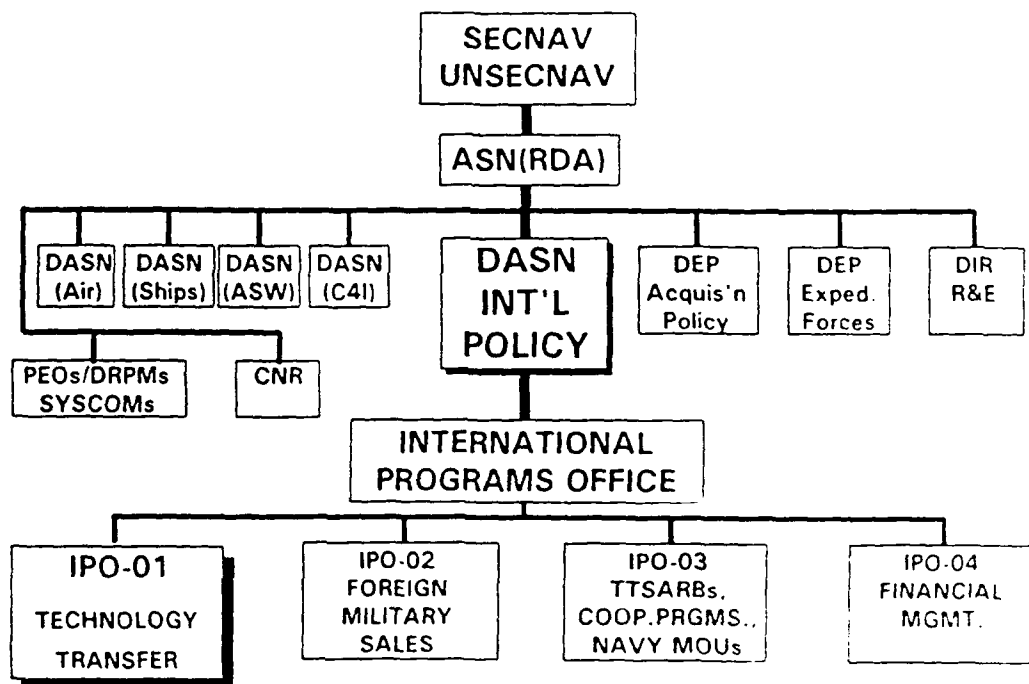 SECNAV
UNSECNAV
ASN(RDA)
DASN
(Air)
DASN
(Ships)
DASN
(ASW)
DASN
(C4I)
DASN
INT'L
POLICY
DEP
Acquis'n
Policy
DEP
Exped.
Forces
DIR
R&E
PEOs/DRPMs
SYSCOMs
CNR
INTERNATIONAL
PROGRAMS OFFICE
IPO-01
TECHNOLOGY
TRANSFER
IPO-02
FOREIGN
MILITARY
SALES
IPO-03
TTSARBs,
COOP.PRGMS.,
NAVY MOUs
IPO-04
FINANCIAL
MGMT.